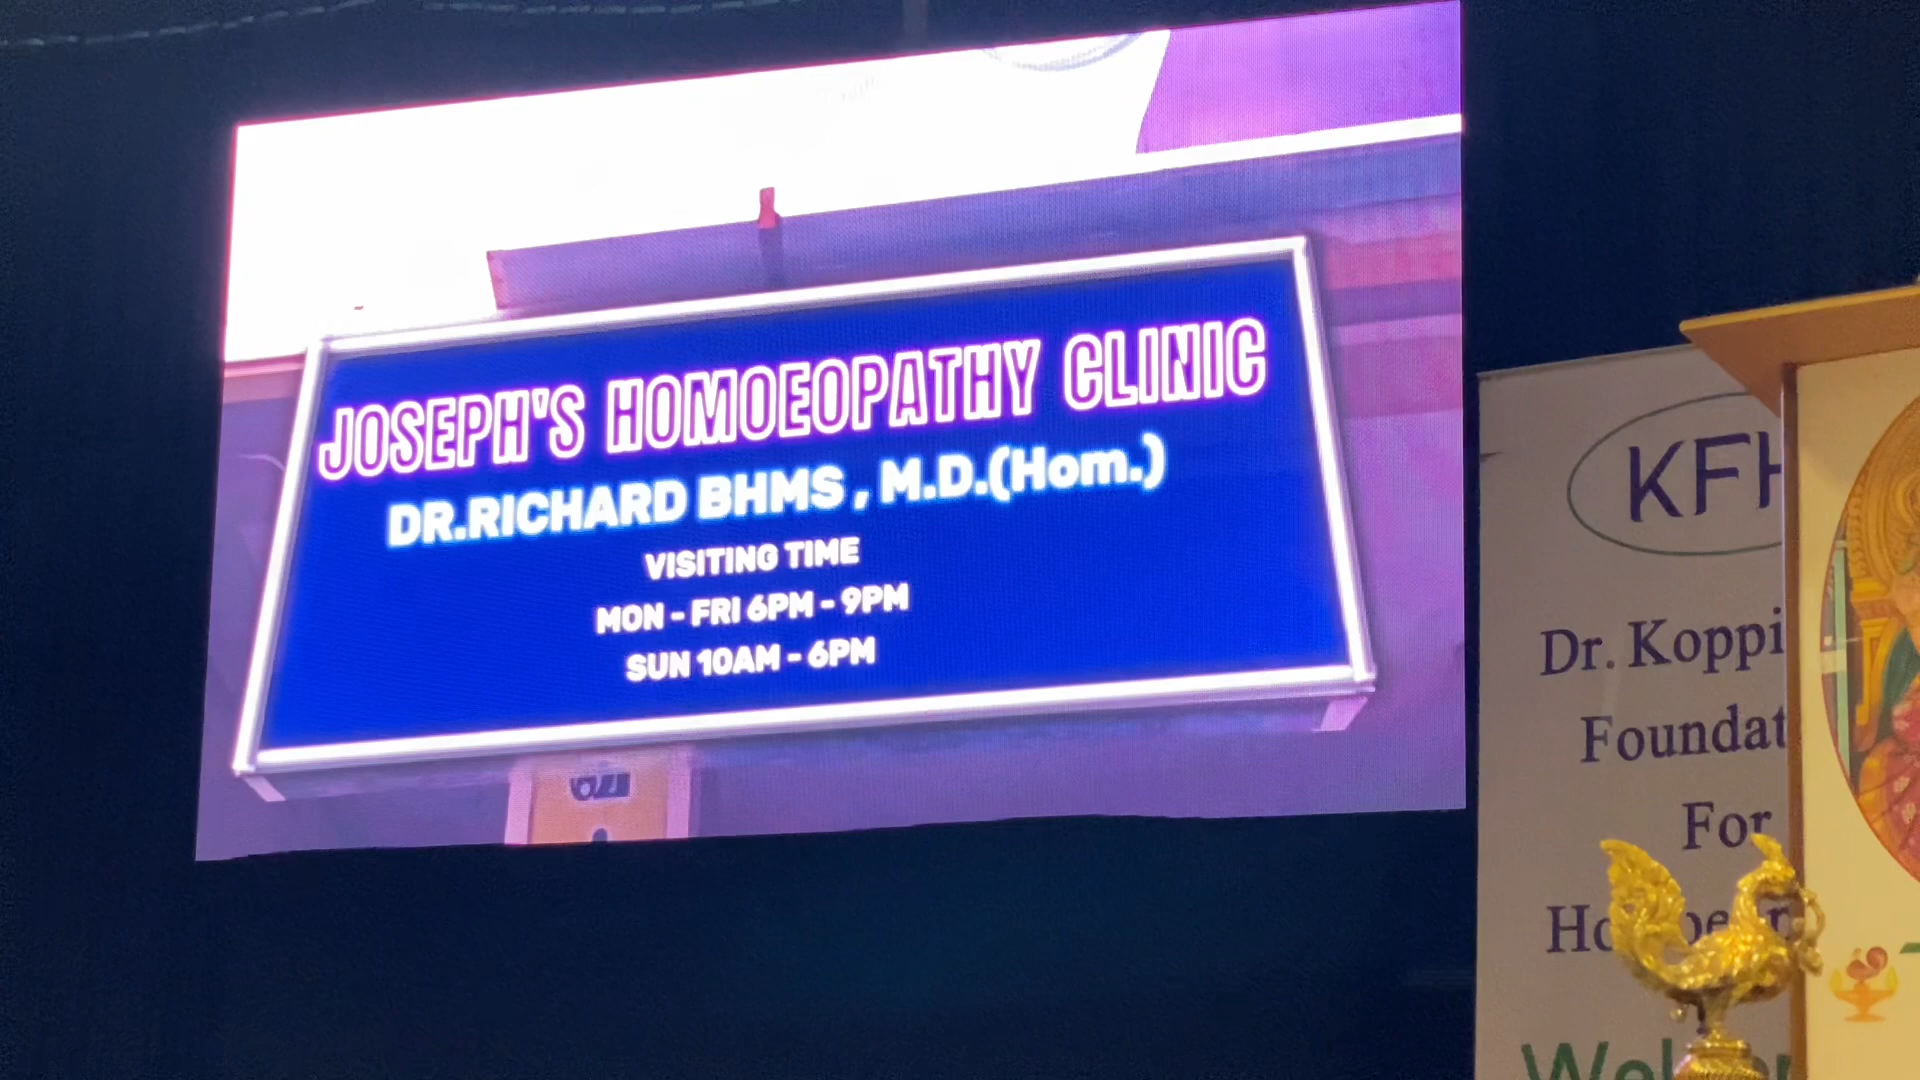 JOSEPH'S HOMOEOPATHY CLINIC
DR.RICHARD BHMS , M.D.(Hom.)
VISITING TIME
MON - FRI 6PM - 9PM
SUN 10AM - 6PM
KFH
Dr. Koppi
Foundat
For